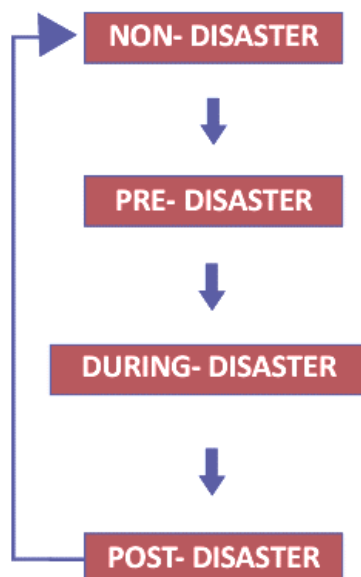 NON- DISASTER
PRE- DISASTER
DURING- DISASTER
POST- DISASTER